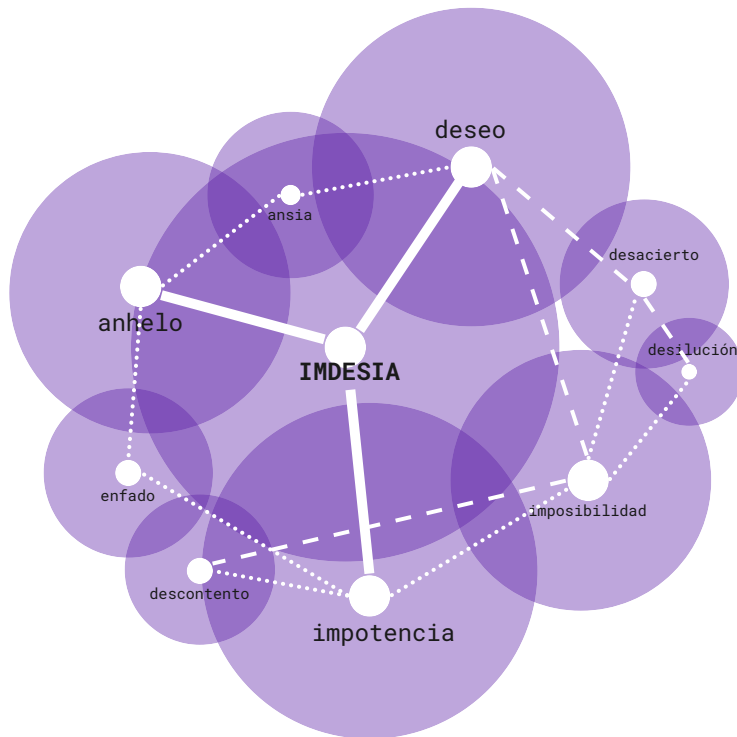 deseo
ansia
desacierto
anhelo
desilución
IMDESIA
enfado
imposibilidad
descontento
impotencia